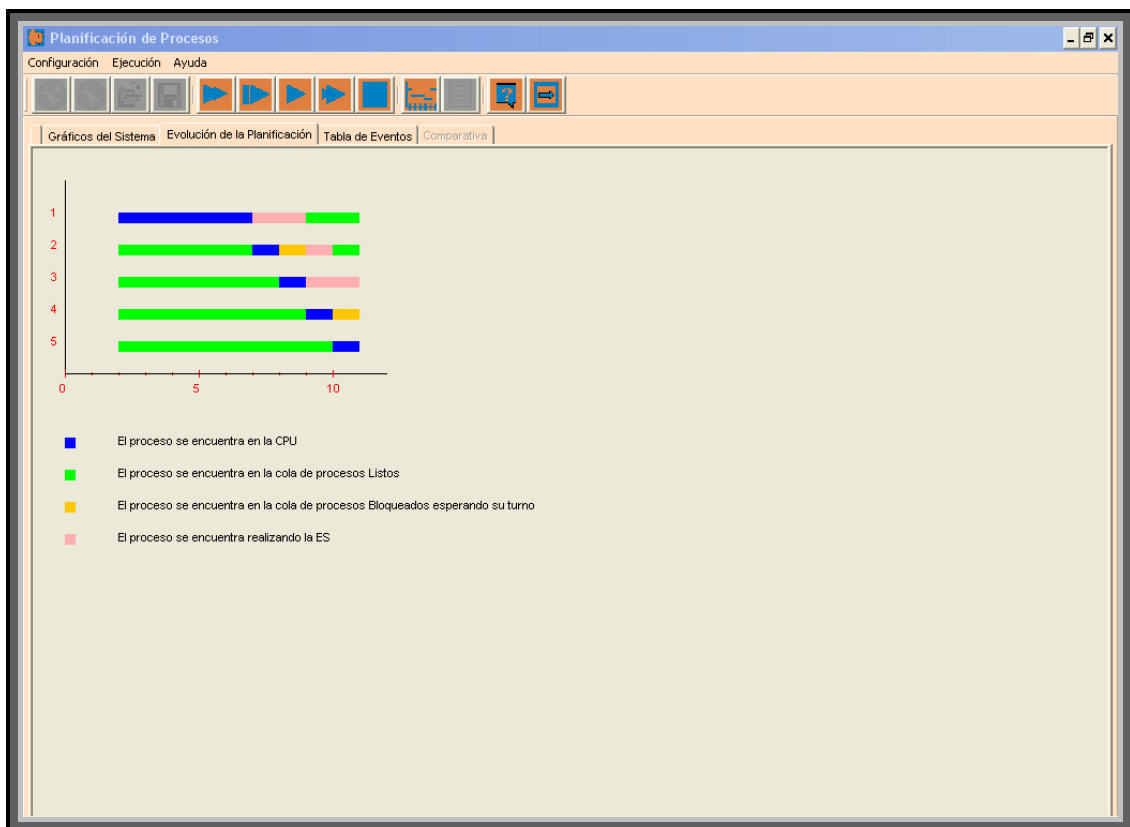 Planificación de Procesos
Configuración Ejecución Ayuda
?
Gráficos del Sistema Evolución de la Planificación Tabla de Eventos Comparativa
1
2
3
4
5
0 5 10
El proceso se encuentra en la CPU
El proceso se encuentra en la cola de procesos Listos
El proceso se encuentra en la cola de procesos Bloqueados esperando su turno
El proceso se encuentra realizando la ES